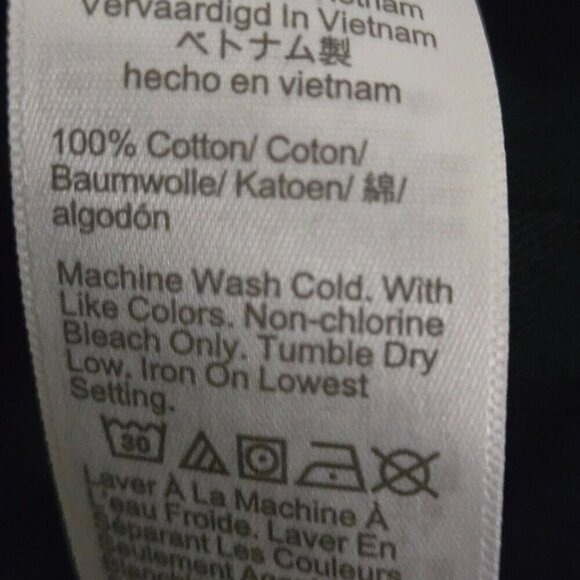 Vervaardigd In Vietnam
ベトナム製
hecho en vietnam
100% Cotton/ Coton/
Baumwolle/ Katoen/ 綿/
algodón
Machine Wash Cold. With
Like Colors. Non-chlorine
Bleach Only. Tumble Dry
Low. Iron On Lowest
Setting.
30
Laver À La Machine À
L'eau Froide. Laver En
Séparant Les Couleurs
Seulement